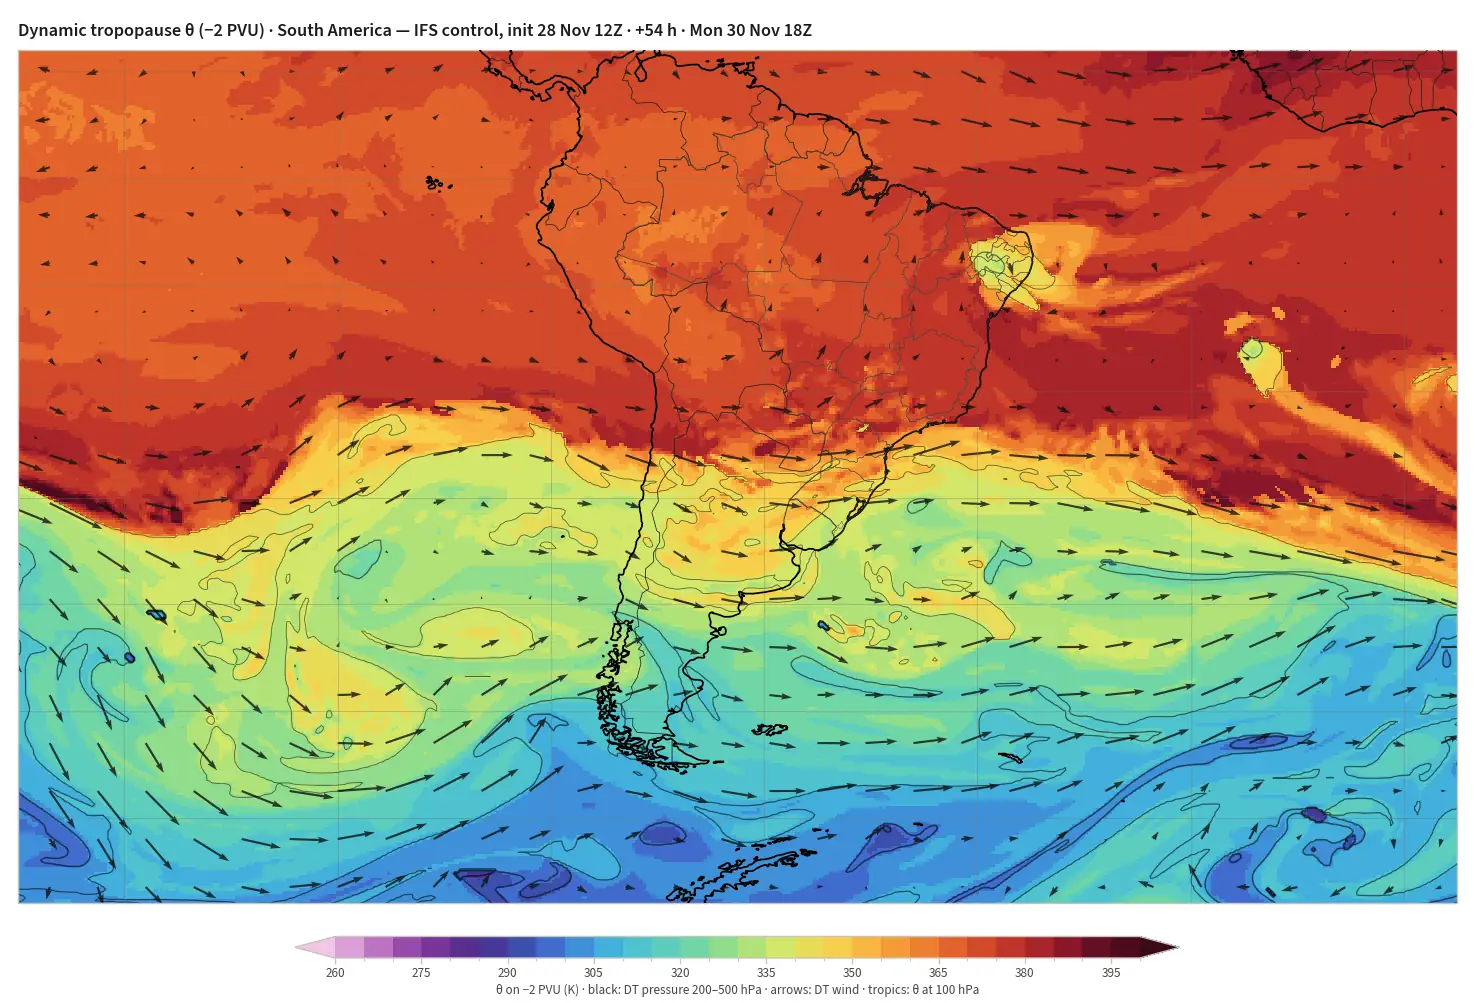 Dynamic tropopause θ (−2 PVU) · South America — IFS control, init 28 Nov 12Z · +54 h · Mon 30 Nov 18Z
260 275 290 305 320 335 350 365 380 395
θ on −2 PVU (K) · black: DT pressure 200–500 hPa · arrows: DT wind · tropics: θ at 100 hPa